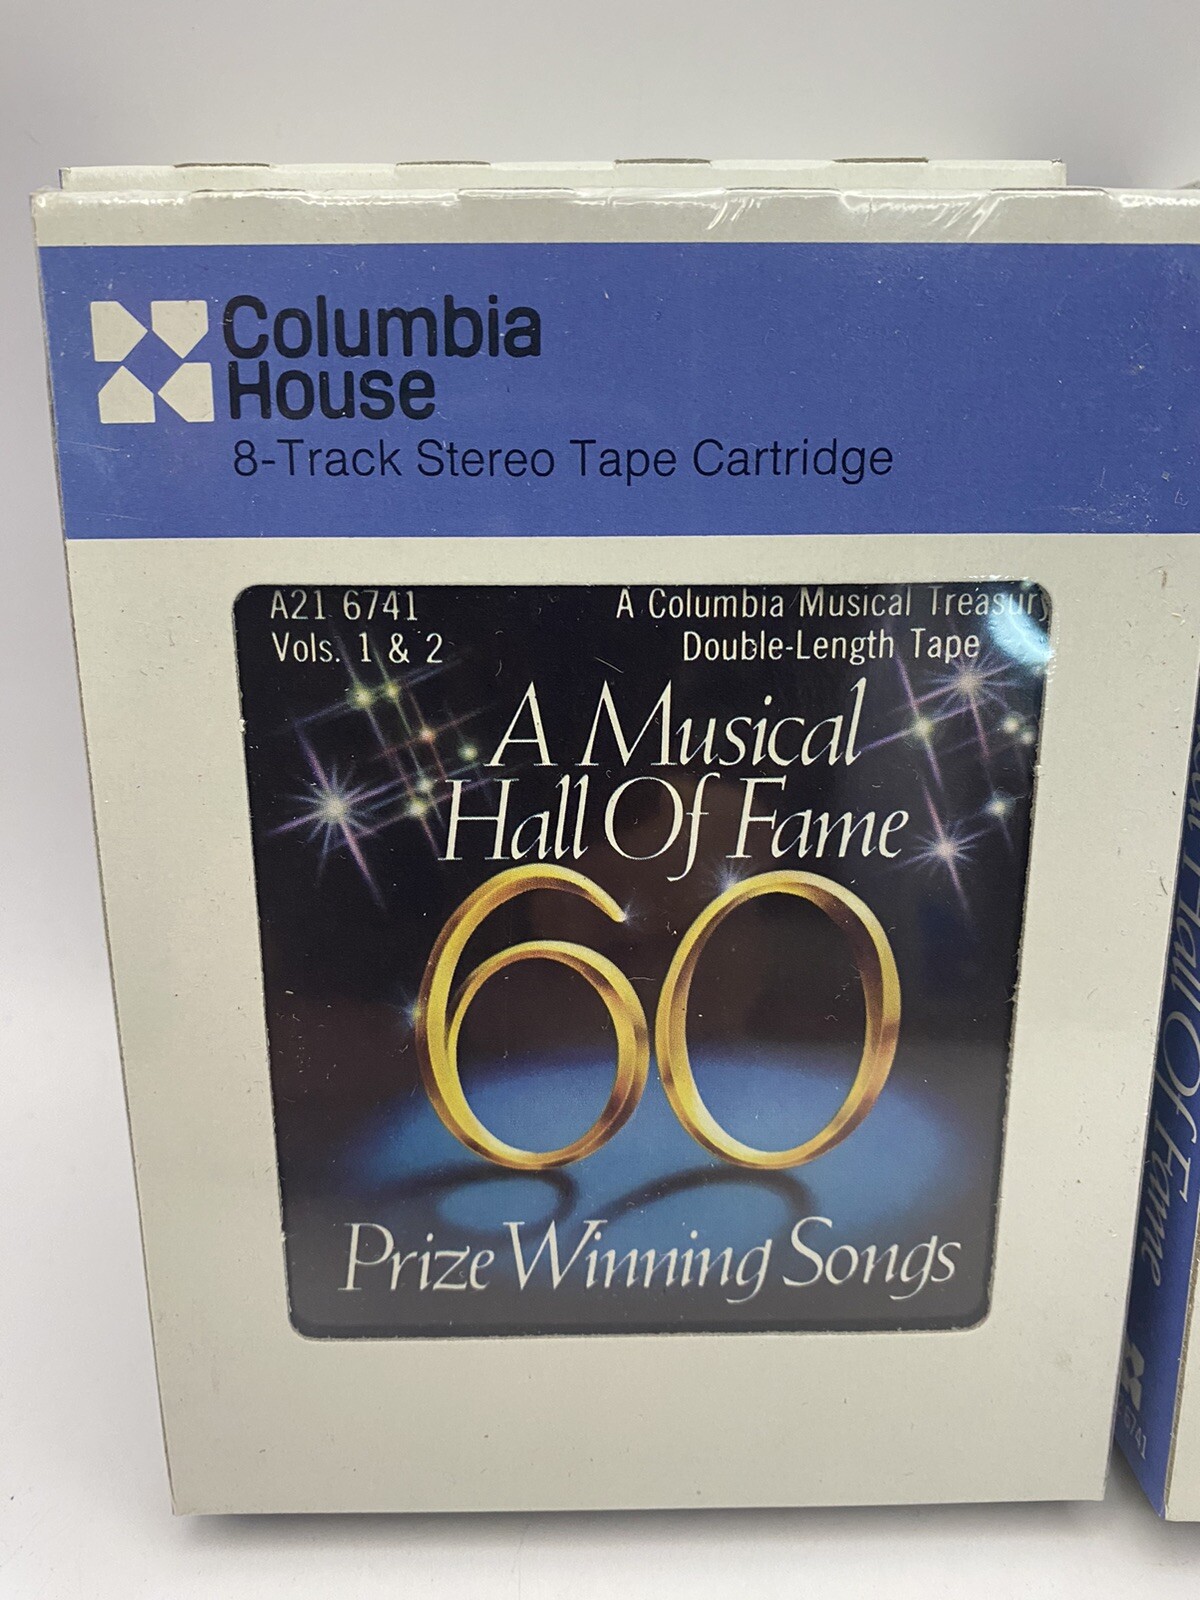 Columbia
House
8-Track Stereo Tape Cartridge
A21 6741
Vols. 1 & 2
A Columbia Musical Treasury
Double-Length Tape
A Musical
Hall Of Fame
60
Prize Winning Songs
Hall Of Fame
6741